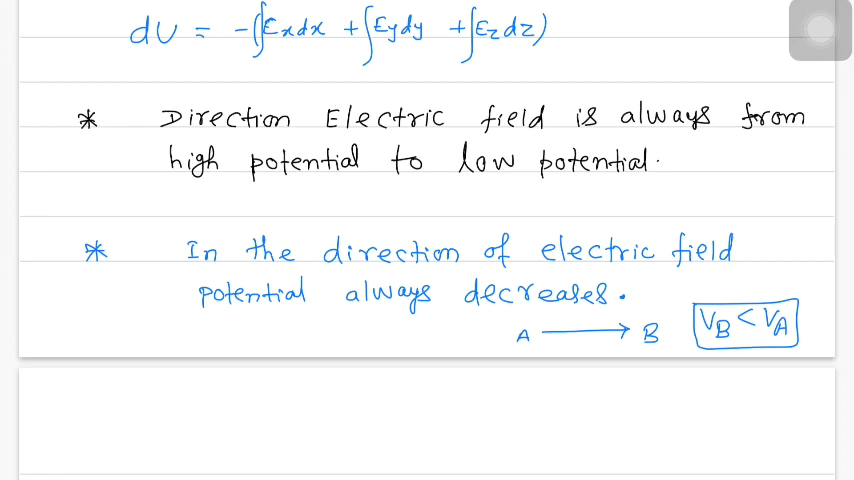 dU = -(∫Exdx + ∫Eydy + ∫Ezdz)
* Direction Electric field is always from
high potential to low potential.
* In the direction of electric field
potential always decreases.
A ⟶ B VB < VA